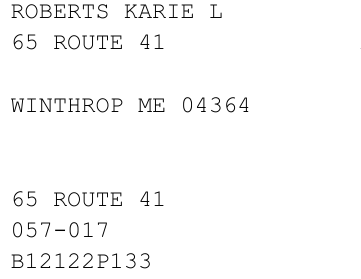 ROBERTS KARIE L
65 ROUTE 41
WINTHROP ME 04364
65 ROUTE 41
057-017
B12122P133